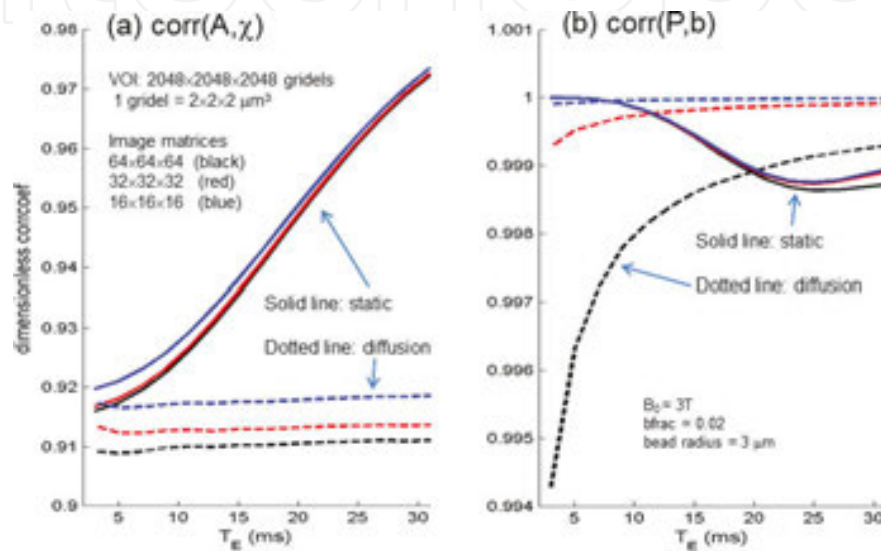 (a) corr(A,χ)
VOI: 2048×2048×2048 gridels
1 gridel = 2×2×2 μm³
Image matrices
64×64×64 (black)
32×32×32 (red)
16×16×16 (blue)
Solid line: static
Dotted line: diffusion
dimensionless corrcoef
0.98
0.97
0.96
0.95
0.94
0.93
0.92
0.91
0.9
5 10 15 20 25 30
T_E (ms)
(b) corr(P,b)
1.001
1
0.999
0.998
0.997
0.996
0.995
0.994
Solid line: static
Dotted line: diffusion
B₀ = 3T
bfrac = 0.02
bead radius = 3 μm
5 10 15 20 25 30
T_E (ms)